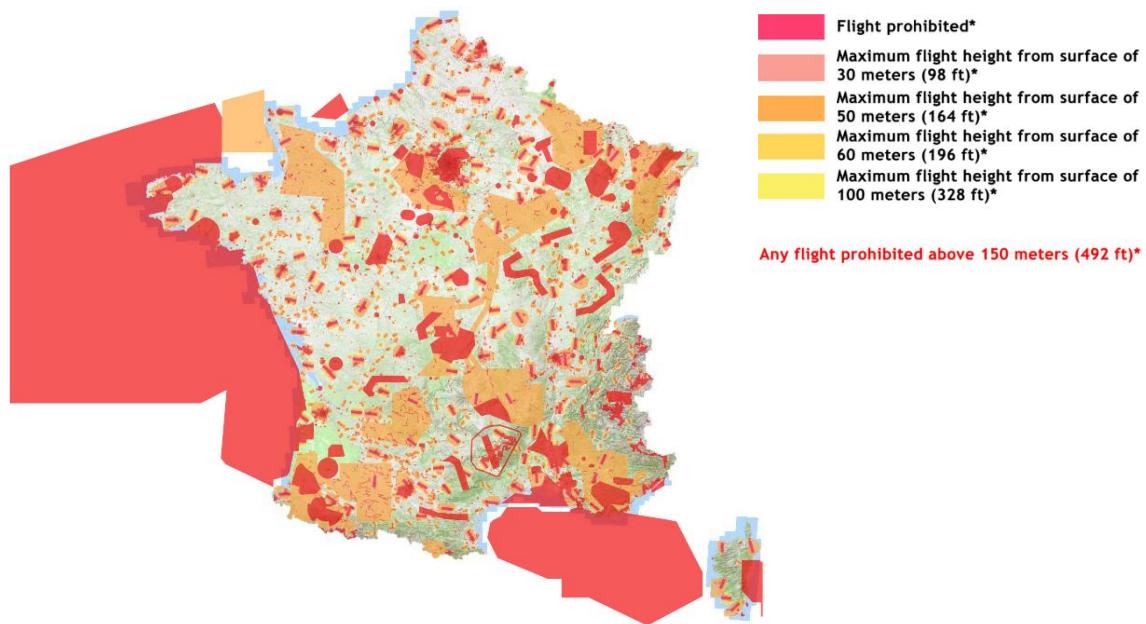 Flight prohibited*
Maximum flight height from surface of
30 meters (98 ft)*
Maximum flight height from surface of
50 meters (164 ft)*
Maximum flight height from surface of
60 meters (196 ft)*
Maximum flight height from surface of
100 meters (328 ft)*
Any flight prohibited above 150 meters (492 ft)*